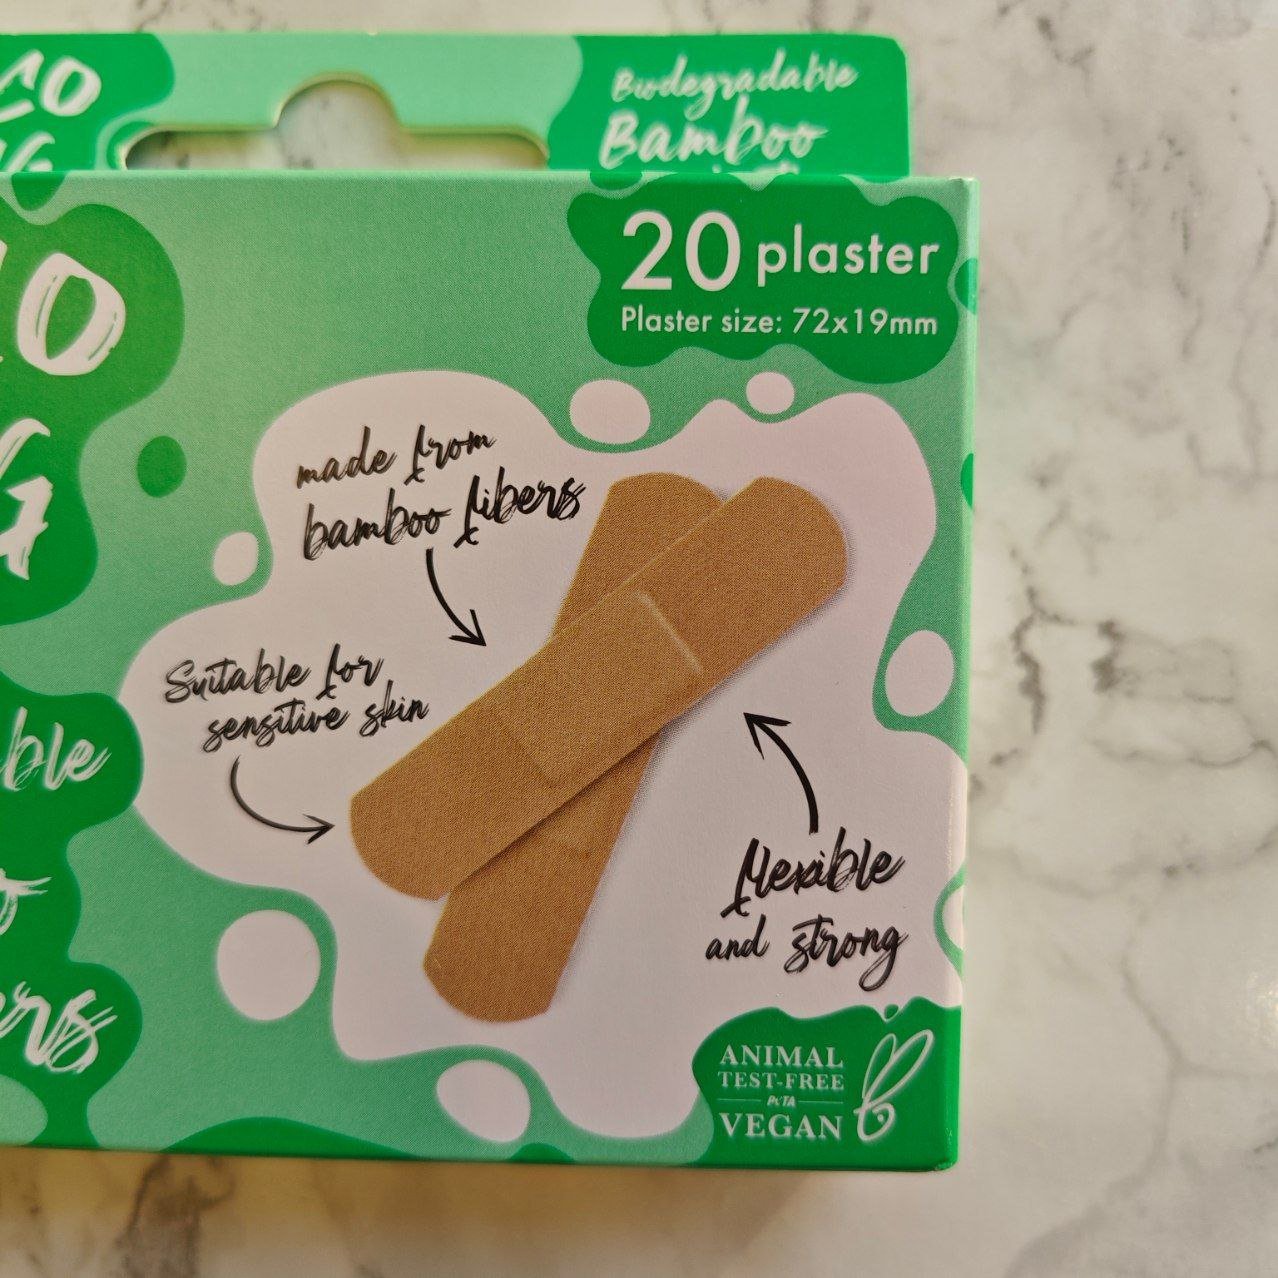 Biodegradable
Bamboo
20 plaster
Plaster size: 72x19mm
made from
bamboo fibers
Suitable for
sensitive skin
flexible
and strong
ANIMAL
TEST-FREE
PETA
VEGAN